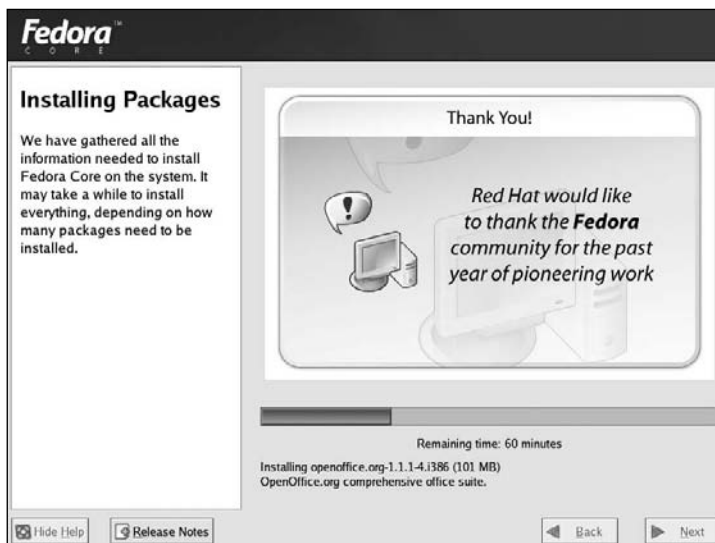 Fedora™
CORE
Installing Packages
We have gathered all the
information needed to install
Fedora Core on the system. It
may take a while to install
everything, depending on how
many packages need to be
installed.
Thank You!
!
Red Hat would like
to thank the Fedora
community for the past
year of pioneering work
Remaining time: 60 minutes
Installing openoffice.org-1.1.1-4.i386 (101 MB)
OpenOffice.org comprehensive office suite.
Hide Help
Release Notes
Back
Next